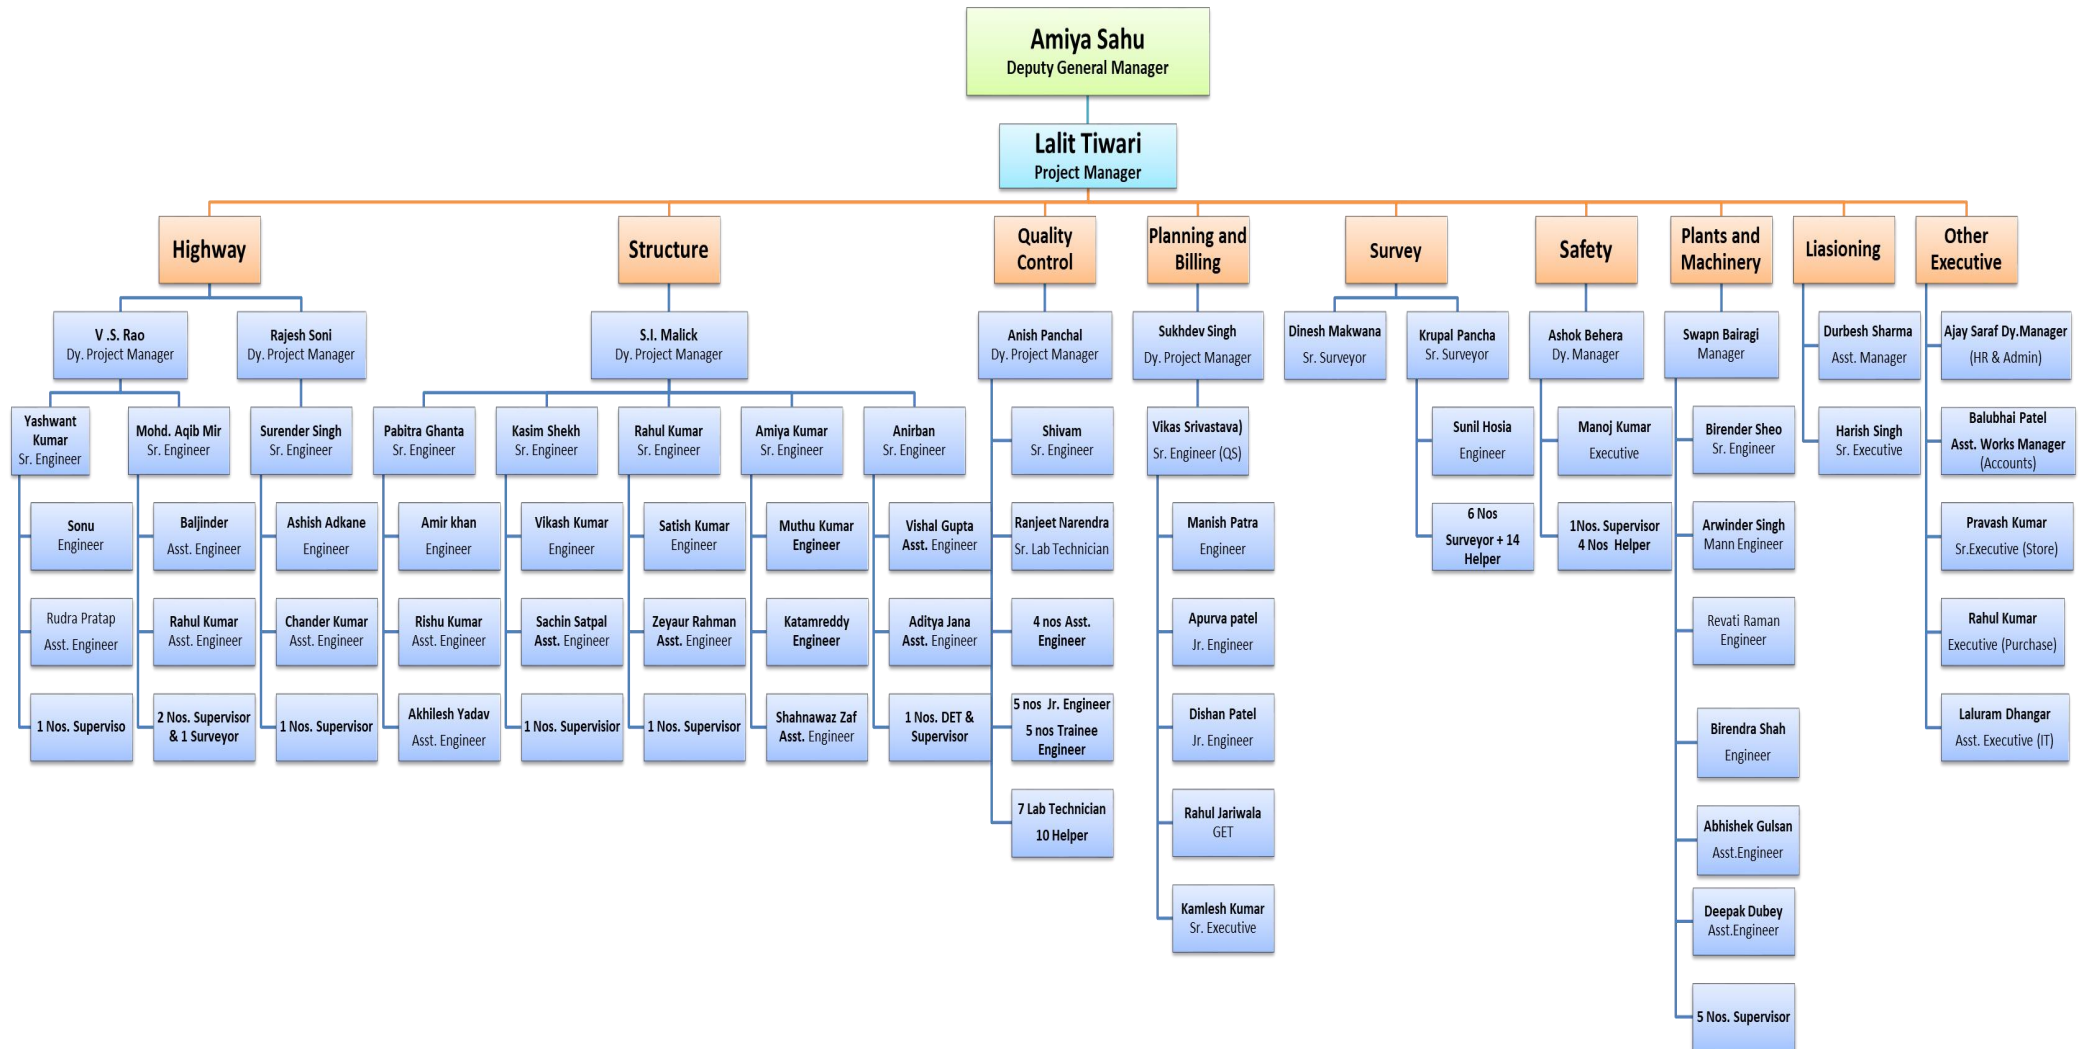 Amiya Sahu
Deputy General Manager
Lalit Tiwari
Project Manager
Highway
Structure
Quality
Control
Planning and
Billing
Survey
Safety
Plants and
Machinery
Liasioning
Other
Executive
V .S. Rao
Dy. Project Manager
Rajesh Soni
Dy. Project Manager
S.I. Malick
Dy. Project Manager
Anish Panchal
Dy. Project Manager
Sukhdev Singh
Dy. Project Manager
Dinesh Makwana
Sr. Surveyor
Krupal Pancha
Sr. Surveyor
Ashok Behera
Dy. Manager
Swapn Bairagi
Manager
Durbesh Sharma
Asst. Manager
Ajay Saraf Dy.Manager
(HR & Admin)
Yashwant
Kumar
Sr. Engineer
Mohd. Aqib Mir
Sr. Engineer
Surender Singh
Sr. Engineer
Pabitra Ghanta
Sr. Engineer
Kasim Shekh
Sr. Engineer
Rahul Kumar
Sr. Engineer
Amiya Kumar
Sr. Engineer
Anirban
Sr. Engineer
Shivam
Sr. Engineer
Vikas Srivastava)
Sr. Engineer (QS)
Sunil Hosia
Engineer
Manoj Kumar
Executive
Birender Sheo
Sr. Engineer
Harish Singh
Sr. Executive
Balubhai Patel
Asst. Works Manager
(Accounts)
Sonu
Engineer
Baljinder
Asst. Engineer
Ashish Adkane
Engineer
Amir khan
Engineer
Vikash Kumar
Engineer
Satish Kumar
Engineer
Muthu Kumar
Engineer
Vishal Gupta
Asst. Engineer
Ranjeet Narendra
Sr. Lab Technician
Manish Patra
Engineer
6 Nos
Surveyor + 14
Helper
1Nos. Supervisor
4 Nos Helper
Arwinder Singh
Mann Engineer
Pravash Kumar
Sr.Executive (Store)
Rudra Pratap
Asst. Engineer
Rahul Kumar
Asst. Engineer
Chander Kumar
Asst. Engineer
Rishu Kumar
Asst. Engineer
Sachin Satpal
Asst. Engineer
Zeyaur Rahman
Asst. Engineer
Katamreddy
Engineer
Aditya Jana
Asst. Engineer
4 nos Asst.
Engineer
Apurva patel
Jr. Engineer
Revati Raman
Engineer
Rahul Kumar
Executive (Purchase)
1 Nos. Superviso
2 Nos. Supervisor
& 1 Surveyor
1 Nos. Supervisor
Akhilesh Yadav
Asst. Engineer
1 Nos. Supervisior
1 Nos. Supervisor
Shahnawaz Zaf
Asst. Engineer
1 Nos. DET &
Supervisor
5 nos Jr. Engineer
5 nos Trainee
Engineer
Dishan Patel
Jr. Engineer
Birendra Shah
Engineer
Laluram Dhangar
Asst. Executive (IT)
7 Lab Technician
10 Helper
Rahul Jariwala
GET
Abhishek Gulsan
Asst.Engineer
Kamlesh Kumar
Sr. Executive
Deepak Dubey
Asst.Engineer
5 Nos. Supervisor